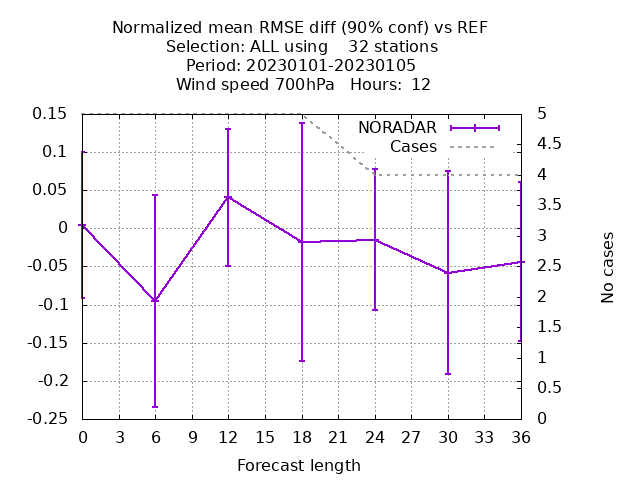 Normalized mean RMSE diff (90% conf) vs REF
Selection: ALL using    32 stations
Period: 20230101-20230105
Wind speed 700hPa   Hours:  12
NORADAR
Cases
0.15
0.1
0.05
0
-0.05
-0.1
-0.15
-0.2
-0.25
5
4.5
4
3.5
3
2.5
2
1.5
1
0.5
0
No cases
0 3 6 9 12 15 18 21 24 27 30 33 36
Forecast length